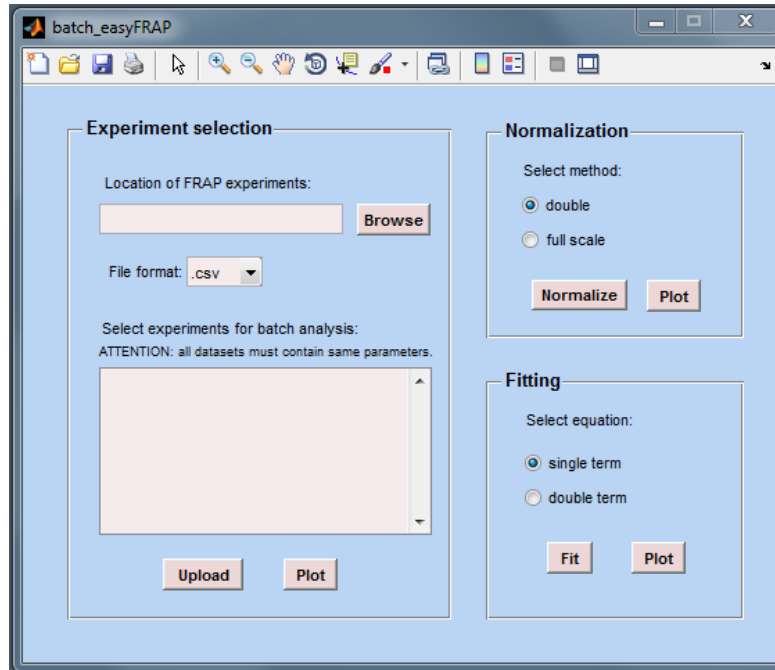 batch_easyFRAP
Experiment selection
Location of FRAP experiments:
Browse
File format: .csv
Select experiments for batch analysis:
ATTENTION: all datasets must contain same parameters.
Upload Plot
Normalization
Select method:
double
full scale
Normalize Plot
Fitting
Select equation:
single term
double term
Fit Plot